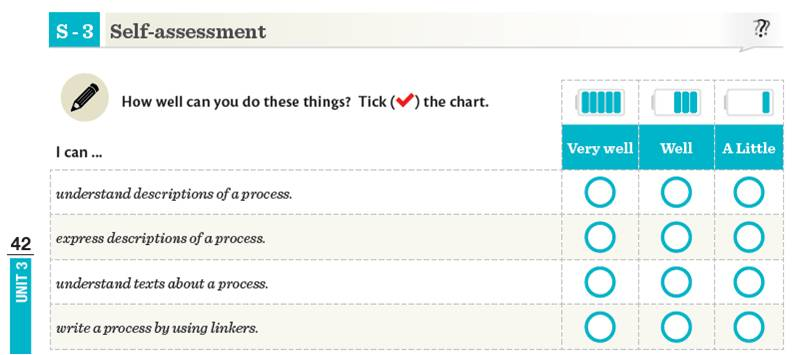 S - 3 Self-assessment
??
How well can you do these things? Tick (✔) the chart.
I can ...
Very well Well A Little
understand descriptions of a process.
express descriptions of a process.
understand texts about a process.
write a process by using linkers.
42
UNIT 3